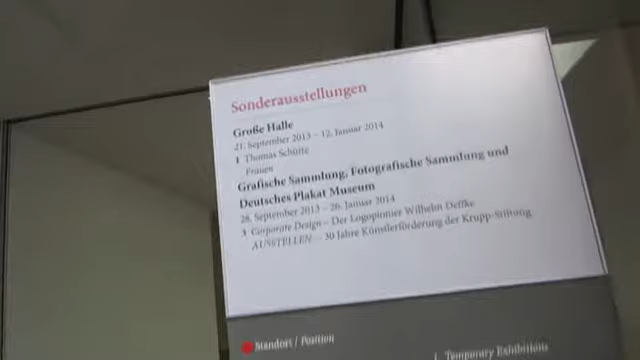 Sonderausstellungen
Große Halle
21. September 2013 – 12. Januar 2014
1 Thomas Schütte
Frauen
Grafische Sammlung, Fotografische Sammlung und
Deutsches Plakat Museum
28. September 2013 – 26. Januar 2014
3 Corporate Design – Der Logopionier Wilhelm Deffke
AUSSTELLEN – 30 Jahre Künstlerförderung der Krupp-Stiftung
Standort / Position
1 Temporary Exhibitions